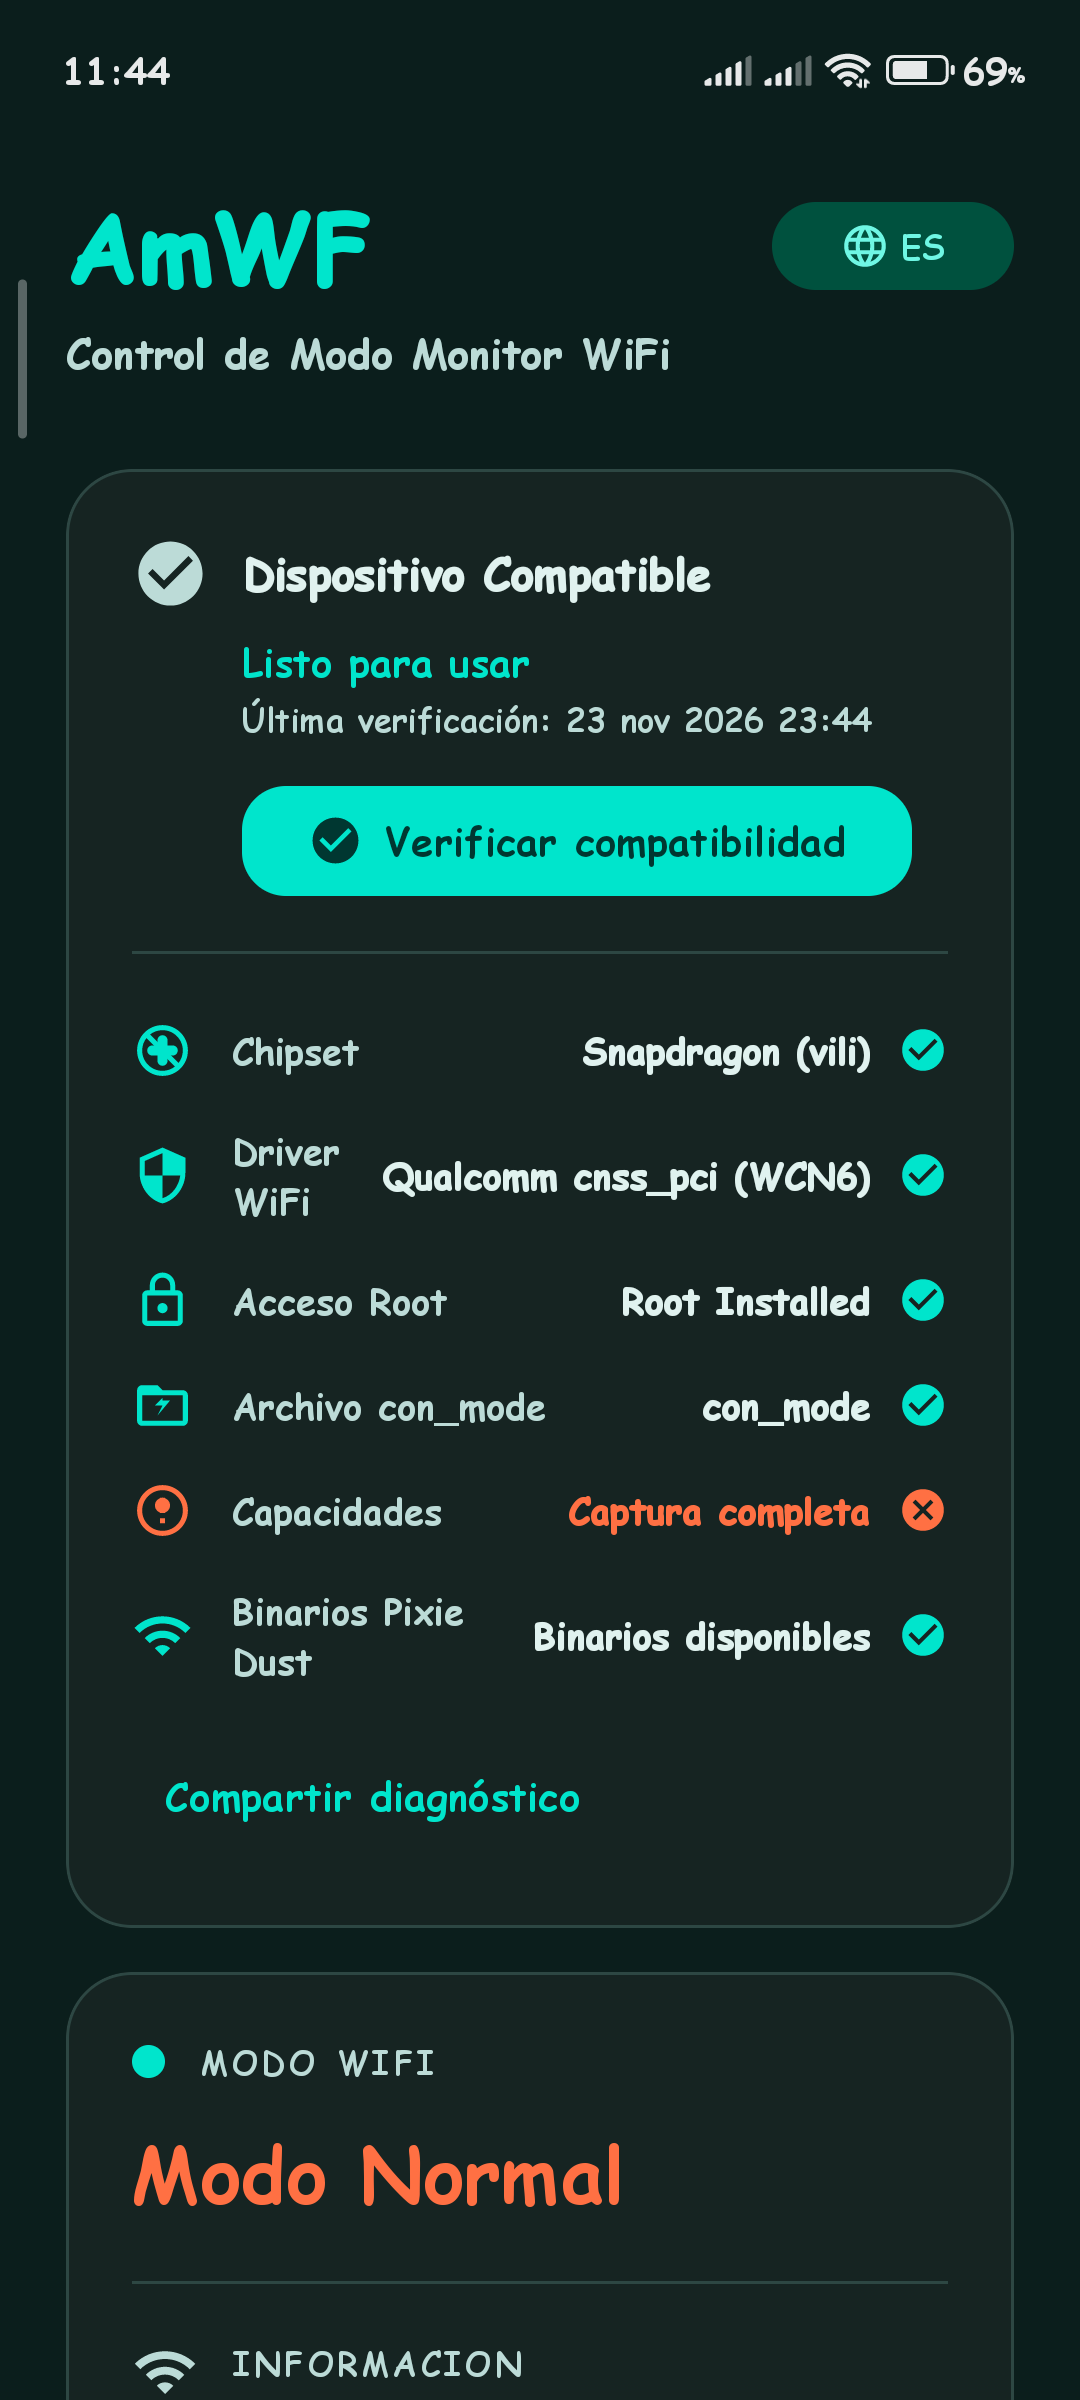 11:44
69%
AmWF
ES
Control de Modo Monitor WiFi
Dispositivo Compatible
Listo para usar
Última verificación: 23 nov 2026 23:44
Verificar compatibilidad
Chipset Snapdragon (vili)
Driver
WiFi
Qualcomm cnss_pci (WCN6)
Acceso Root Root Installed
Archivo con_mode con_mode
Capacidades Captura completa
Binarios Pixie
Dust
Binarios disponibles
Compartir diagnóstico
MODO WIFI
Modo Normal
INFORMACION